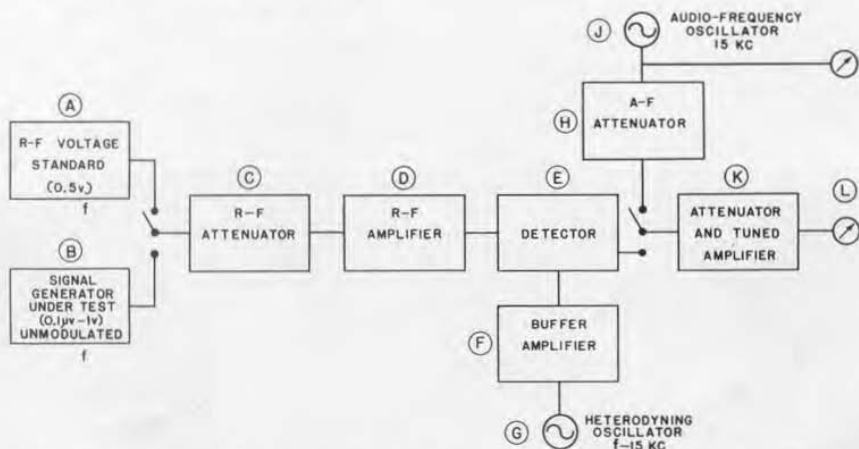 J
AUDIO-FREQUENCY
OSCILLATOR
15 KC
H
A-F
ATTENUATOR
A
R-F VOLTAGE
STANDARD
(0.5v)
f
B
SIGNAL
GENERATOR
UNDER TEST
(0.1μv-1v)
UNMODULATED
f
C
R-F
ATTENUATOR
D
R-F
AMPLIFIER
E
DETECTOR
K
ATTENUATOR
AND TUNED
AMPLIFIER
L
F
BUFFER
AMPLIFIER
G
HETERODYNING
OSCILLATOR
f-15 KC